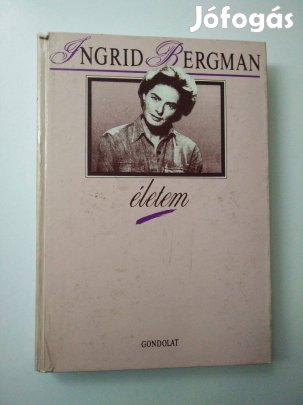 Jófogás
INGRID BERGMAN
életem
GONDOLAT